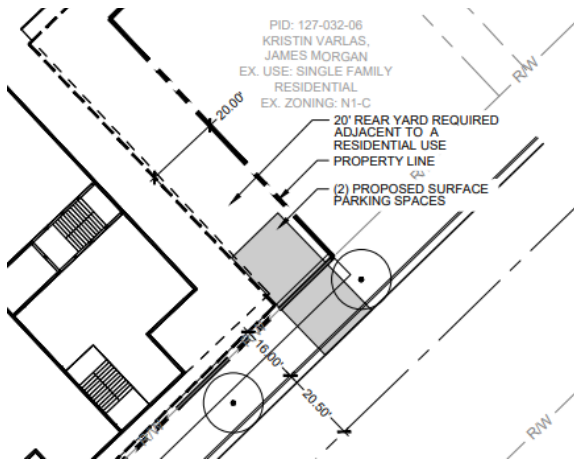 PID: 127-032-06
KRISTIN VARLAS,
JAMES MORGAN
EX. USE: SINGLE FAMILY
RESIDENTIAL
EX. ZONING: N1-C
R/W
20.00'
20' REAR YARD REQUIRED
ADJACENT TO A
RESIDENTIAL USE
PROPERTY LINE
(2) PROPOSED SURFACE
PARKING SPACES
16.00'
20.50'
R/W